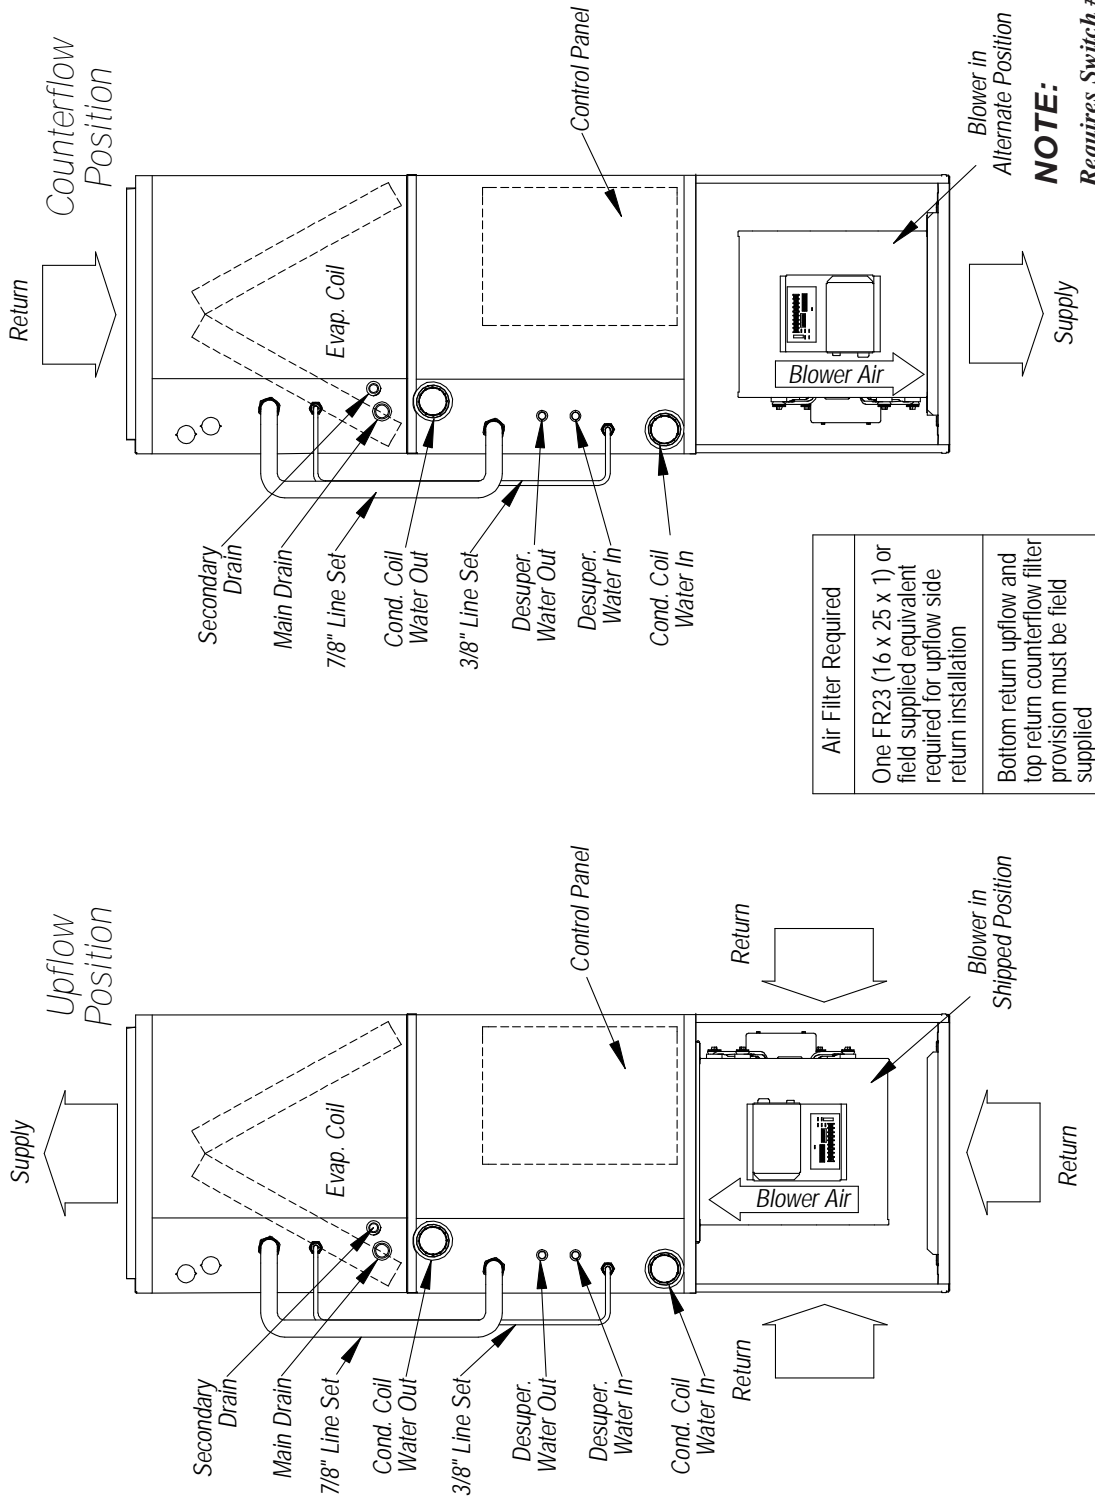 Upflow
Position
Supply
Evap. Coil
Secondary
Drain
Main Drain
7/8" Line Set
Cond. Coil
Water Out
3/8" Line Set
Desuper.
Water Out
Desuper.
Water In
Cond. Coil
Water In
Control Panel
Return
Return
Return
Blower Air
Blower in
Shipped Position
Counterflow
Position
Return
Evap. Coil
Secondary
Drain
Main Drain
7/8" Line Set
Cond. Coil
Water Out
3/8" Line Set
Desuper.
Water Out
Desuper.
Water In
Cond. Coil
Water In
Control Panel
Blower Air
Supply
Blower in
Alternate Position
NOTE:
Requires Switch #
Air Filter Required
One FR23 (16 x 25 x 1) or
field supplied equivalent
required for upflow side
return installation
Bottom return upflow and
top return counterflow filter
provision must be field
supplied